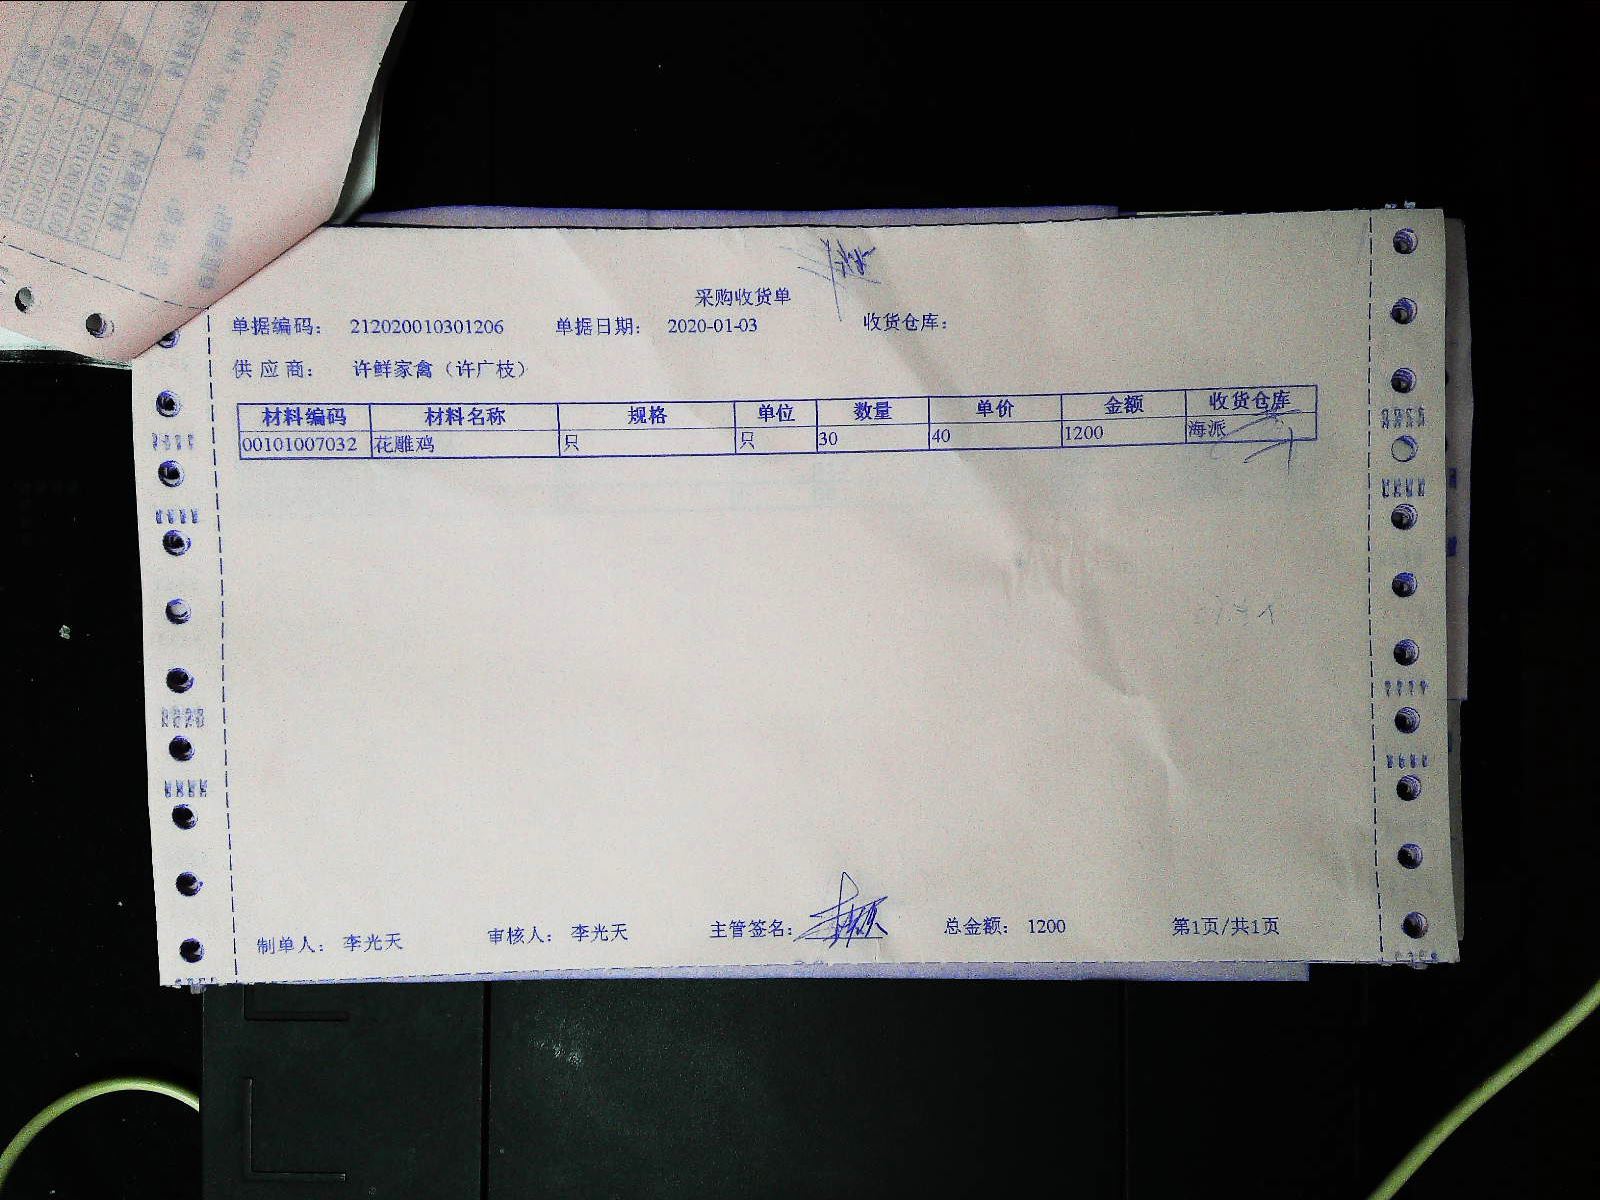 采购收货单
单据编码： 212020010301206 单据日期： 2020-01-03 收货仓库：
供 应 商： 许鲜家禽（许广枝）
材料编码 材料名称 规格 单位 数量 单价 金额 收货仓库
00101007032 花雕鸡 只 只 30 40 1200 海派
制单人： 李光天 审核人： 李光天 主管签名： 总金额： 1200 第1页/共1页